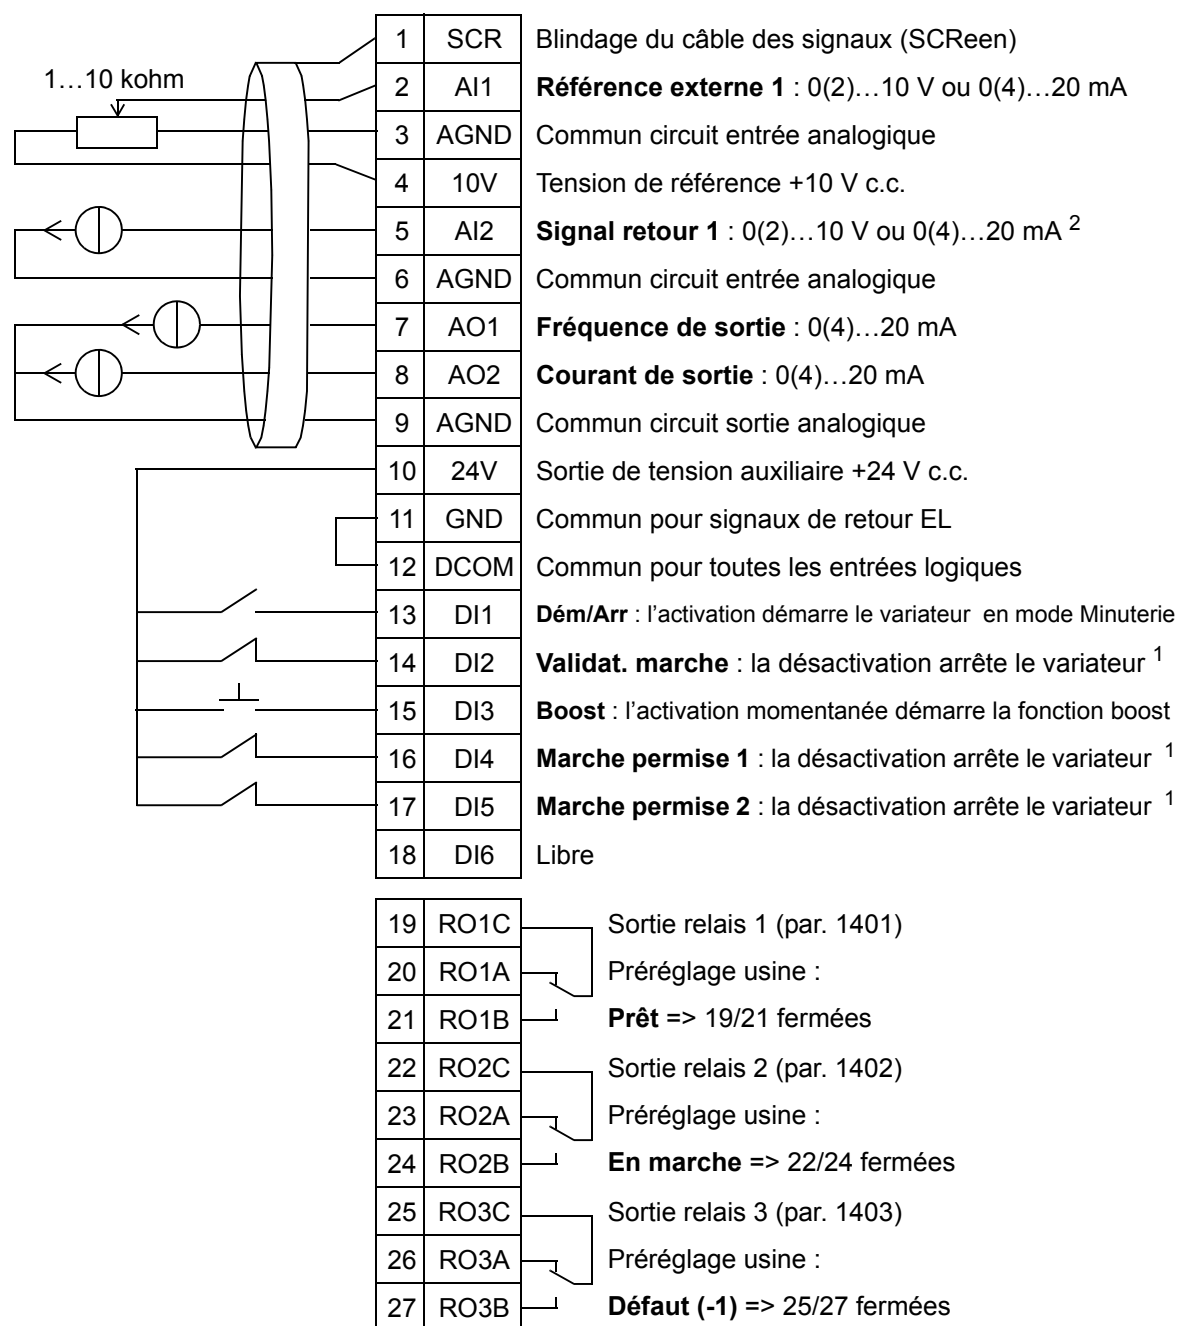 1 SCR Blindage du câble des signaux (SCReen)
1…10 kohm
2 AI1 Référence externe 1 : 0(2)…10 V ou 0(4)…20 mA
3 AGND Commun circuit entrée analogique
4 10V Tension de référence +10 V c.c.
5 AI2 Signal retour 1 : 0(2)…10 V ou 0(4)…20 mA 2
6 AGND Commun circuit entrée analogique
7 AO1 Fréquence de sortie : 0(4)…20 mA
8 AO2 Courant de sortie : 0(4)…20 mA
9 AGND Commun circuit sortie analogique
10 24V Sortie de tension auxiliaire +24 V c.c.
11 GND Commun pour signaux de retour EL
12 DCOM Commun pour toutes les entrées logiques
13 DI1 Dém/Arr : l’activation démarre le variateur en mode Minuterie
14 DI2 Validat. marche : la désactivation arrête le variateur 1
15 DI3 Boost : l’activation momentanée démarre la fonction boost
16 DI4 Marche permise 1 : la désactivation arrête le variateur 1
17 DI5 Marche permise 2 : la désactivation arrête le variateur 1
18 DI6 Libre
19 RO1C Sortie relais 1 (par. 1401)
20 RO1A Préréglage usine :
21 RO1B Prêt => 19/21 fermées
22 RO2C Sortie relais 2 (par. 1402)
23 RO2A Préréglage usine :
24 RO2B En marche => 22/24 fermées
25 RO3C Sortie relais 3 (par. 1403)
26 RO3A Préréglage usine :
27 RO3B Défaut (-1) => 25/27 fermées